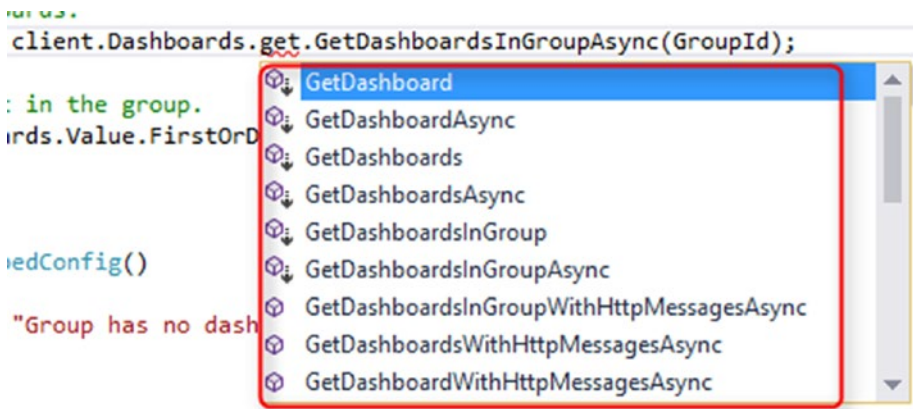 client.Dashboards.get.GetDashboardsInGroupAsync(GroupId);
GetDashboard
in the group.
GetDashboardAsync
rds.Value.FirstOrD
GetDashboards
GetDashboardsAsync
GetDashboardsInGroup
edConfig()
GetDashboardsInGroupAsync
GetDashboardsInGroupWithHttpMessagesAsync
"Group has no dash
GetDashboardsWithHttpMessagesAsync
GetDashboardWithHttpMessagesAsync